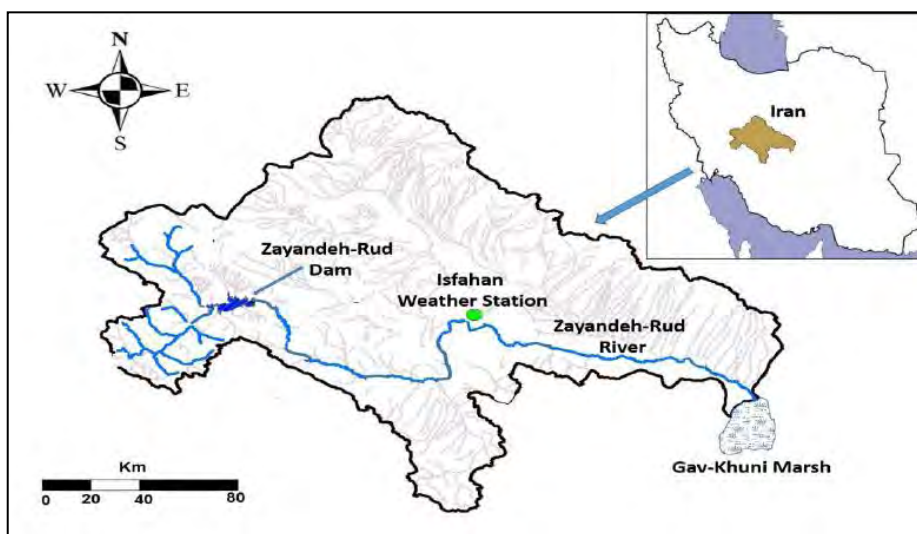 N
W E
S
Iran
Zayandeh-Rud
Dam
Isfahan
Weather Station
Zayandeh-Rud
River
Gav-Khuni Marsh
Km
0 20 40 80